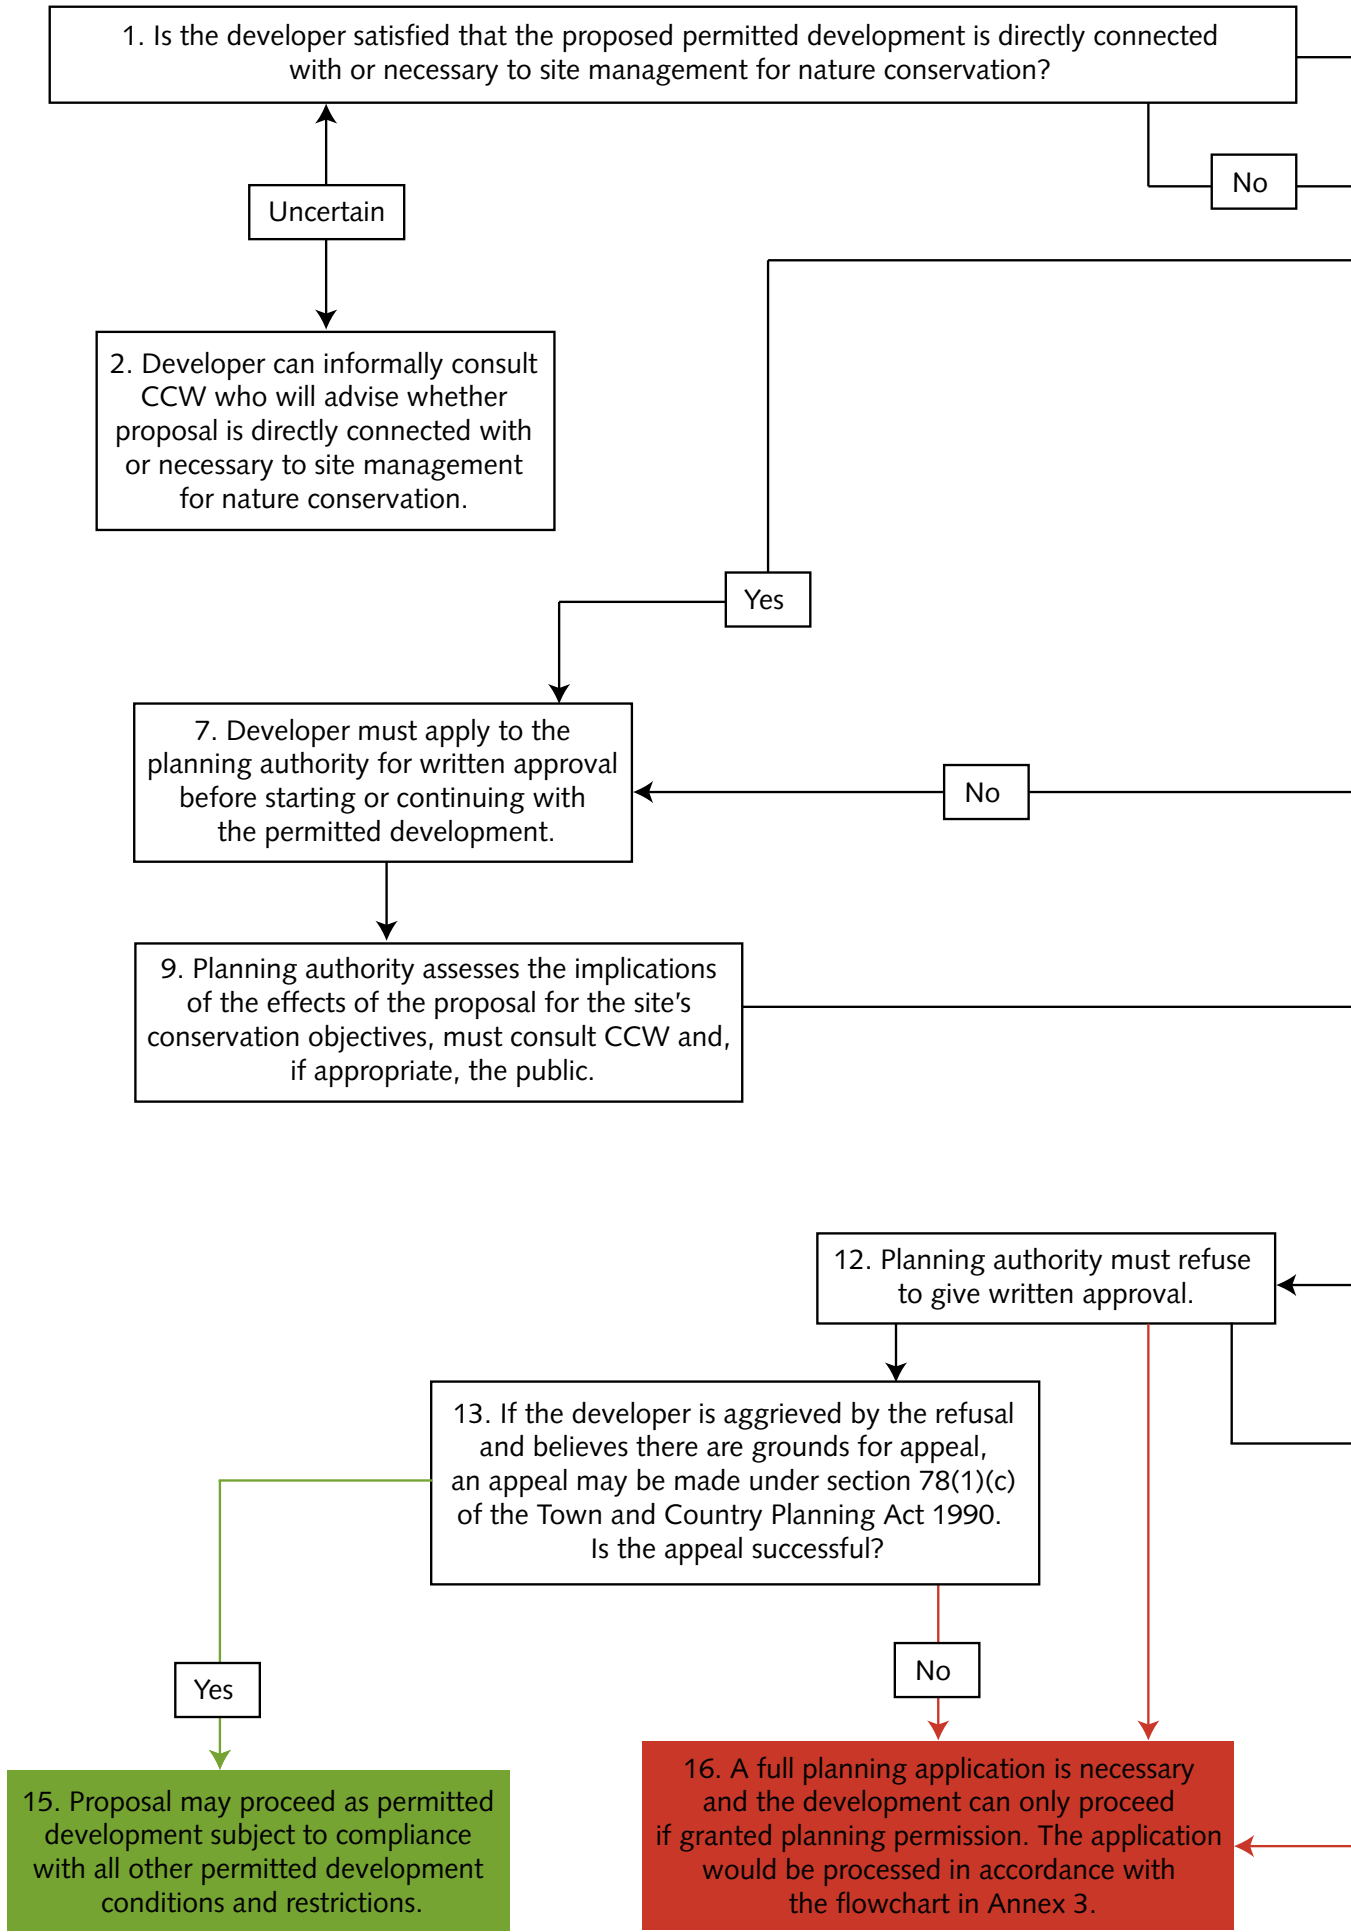 1. Is the developer satisfied that the proposed permitted development is directly connected
with or necessary to site management for nature conservation?
No
Uncertain
2. Developer can informally consult
CCW who will advise whether
proposal is directly connected with
or necessary to site management
for nature conservation.
Yes
7. Developer must apply to the
planning authority for written approval
before starting or continuing with
the permitted development.
No
9. Planning authority assesses the implications
of the effects of the proposal for the site’s
conservation objectives, must consult CCW and,
if appropriate, the public.
12. Planning authority must refuse
to give written approval.
13. If the developer is aggrieved by the refusal
and believes there are grounds for appeal,
an appeal may be made under section 78(1)(c)
of the Town and Country Planning Act 1990.
Is the appeal successful?
Yes
No
15. Proposal may proceed as permitted
development subject to compliance
with all other permitted development
conditions and restrictions.
16. A full planning application is necessary
and the development can only proceed
if granted planning permission. The application
would be processed in accordance with
the flowchart in Annex 3.